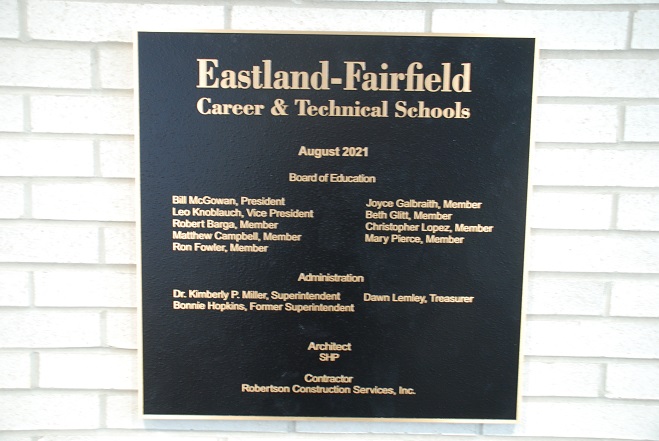 Eastland-Fairfield
Career & Technical Schools
August 2021
Board of Education
Bill McGowan, President
Leo Knoblauch, Vice President
Robert Barga, Member
Matthew Campbell, Member
Ron Fowler, Member
Joyce Galbraith, Member
Beth Glitt, Member
Christopher Lopez, Member
Mary Pierce, Member
Administration
Dr. Kimberly P. Miller, Superintendent
Bonnie Hopkins, Former Superintendent
Dawn Lemley, Treasurer
Architect
SHP
Contractor
Robertson Construction Services, Inc.